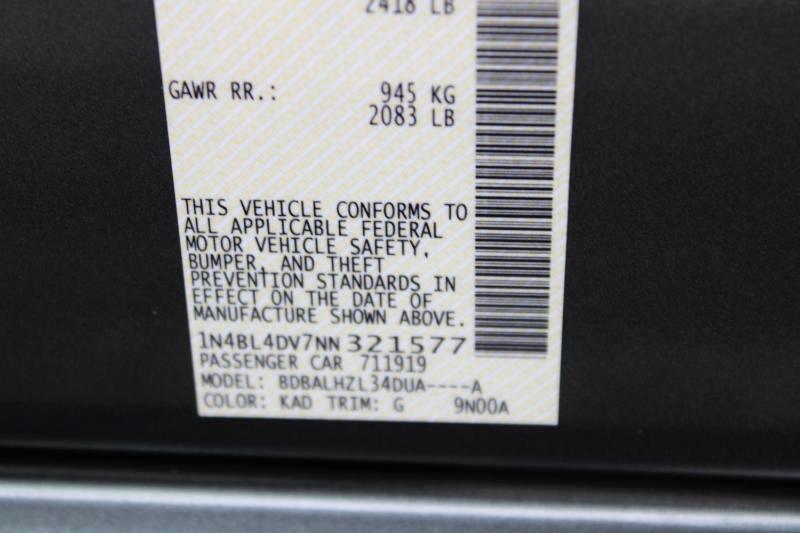 2418 LB
GAWR RR.: 945 KG
2083 LB
THIS VEHICLE CONFORMS TO
ALL APPLICABLE FEDERAL
MOTOR VEHICLE SAFETY,
BUMPER, AND THEFT
PREVENTION STANDARDS IN
EFFECT ON THE DATE OF
MANUFACTURE SHOWN ABOVE.
1N4BL4DV7NN321577
PASSENGER CAR 711919
MODEL: BDBALHZL34DUA----A
COLOR: KAD TRIM: G 9N00A